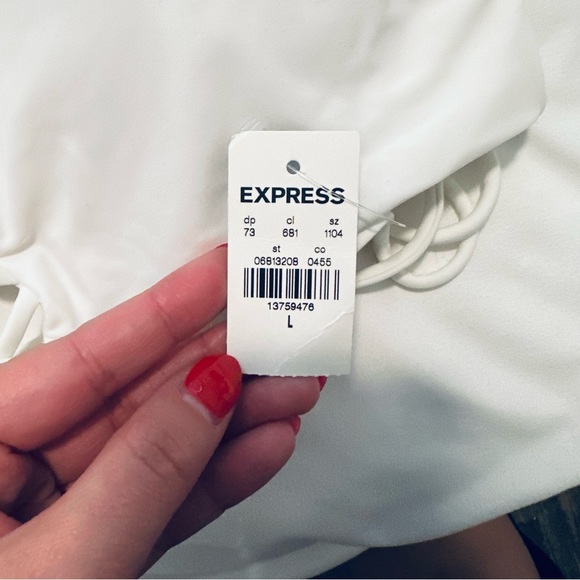 EXPRESS
dp cl sz
73 681 1104
st co
06813208 0455
13759476
L